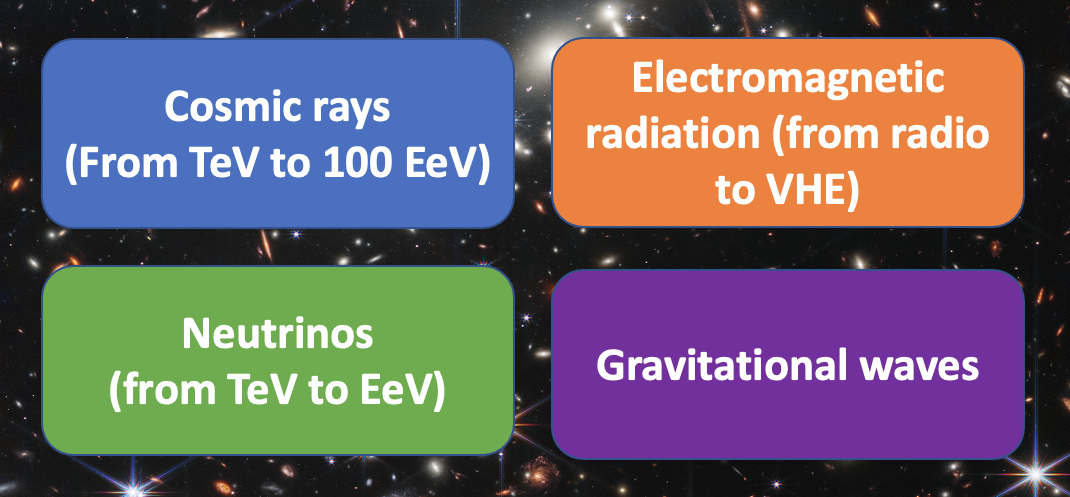 Cosmic rays
(From TeV to 100 EeV)
Electromagnetic
radiation (from radio
to VHE)
Neutrinos
(from TeV to EeV)
Gravitational waves